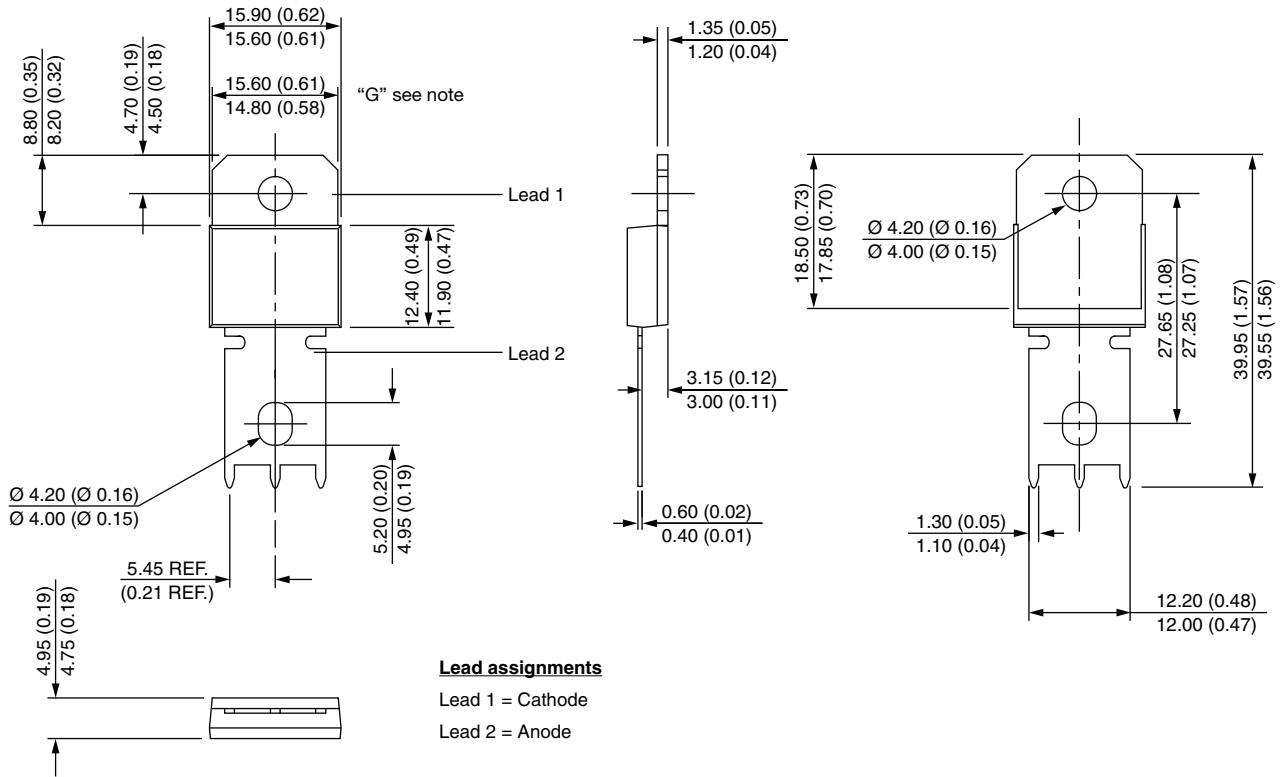 15.90 (0.62)
15.60 (0.61)
15.60 (0.61)
14.80 (0.58)
“G” see note
8.80 (0.35)
8.20 (0.32)
4.70 (0.19)
4.50 (0.18)
Lead 1
12.40 (0.49)
11.90 (0.47)
Lead 2
Ø 4.20 (Ø 0.16)
Ø 4.00 (Ø 0.15)
5.20 (0.20)
4.95 (0.19)
5.45 REF.
(0.21 REF.)
4.95 (0.19)
4.75 (0.18)
1.35 (0.05)
1.20 (0.04)
3.15 (0.12)
3.00 (0.11)
0.60 (0.02)
0.40 (0.01)
18.50 (0.73)
17.85 (0.70)
Ø 4.20 (Ø 0.16)
Ø 4.00 (Ø 0.15)
27.65 (1.08)
27.25 (1.07)
39.95 (1.57)
39.55 (1.56)
1.30 (0.05)
1.10 (0.04)
12.20 (0.48)
12.00 (0.47)
Lead assignments
Lead 1 = Cathode
Lead 2 = Anode